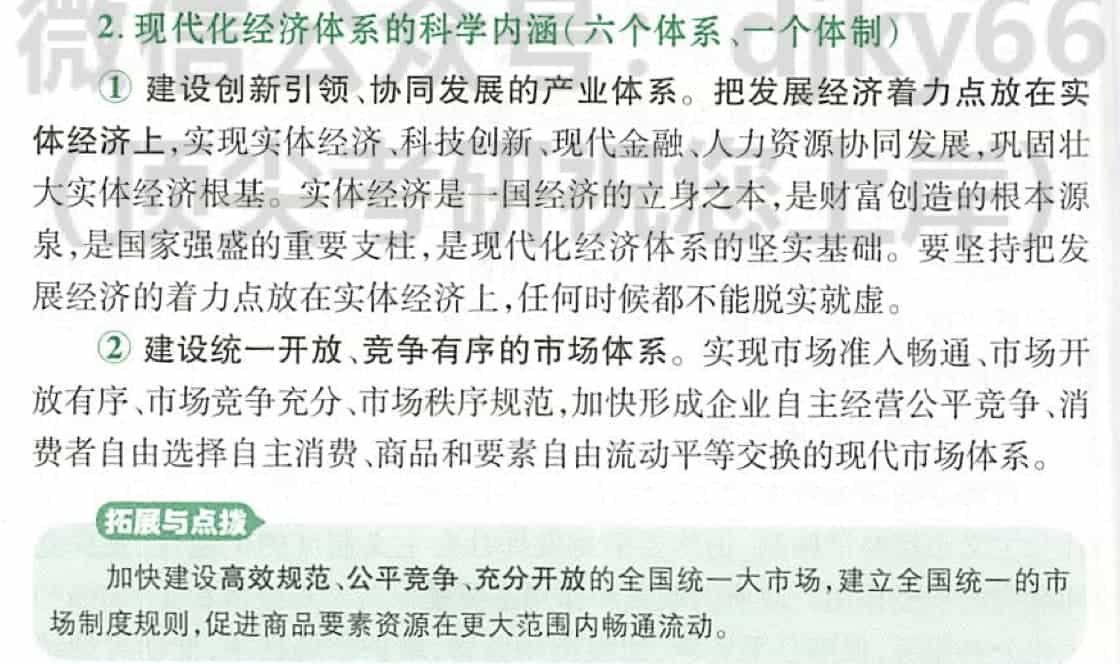 微信公众号：djky66
2. 现代化经济体系的科学内涵（六个体系、一个体制）
① 建设创新引领、协同发展的产业体系。把发展经济着力点放在实
体经济上，实现实体经济、科技创新、现代金融、人力资源协同发展，巩固壮
大实体经济根基。实体经济是一国经济的立身之本，是财富创造的根本源
（顶尖考研祝您上岸）
泉，是国家强盛的重要支柱，是现代化经济体系的坚实基础。要坚持把发
展经济的着力点放在实体经济上，任何时候都不能脱实就虚。
② 建设统一开放、竞争有序的市场体系。实现市场准入畅通、市场开
放有序、市场竞争充分、市场秩序规范，加快形成企业自主经营公平竞争、消
费者自由选择自主消费、商品和要素自由流动平等交换的现代市场体系。
拓展与点拨
加快建设高效规范、公平竞争、充分开放的全国统一大市场，建立全国统一的市
场制度规则，促进商品要素资源在更大范围内畅通流动。